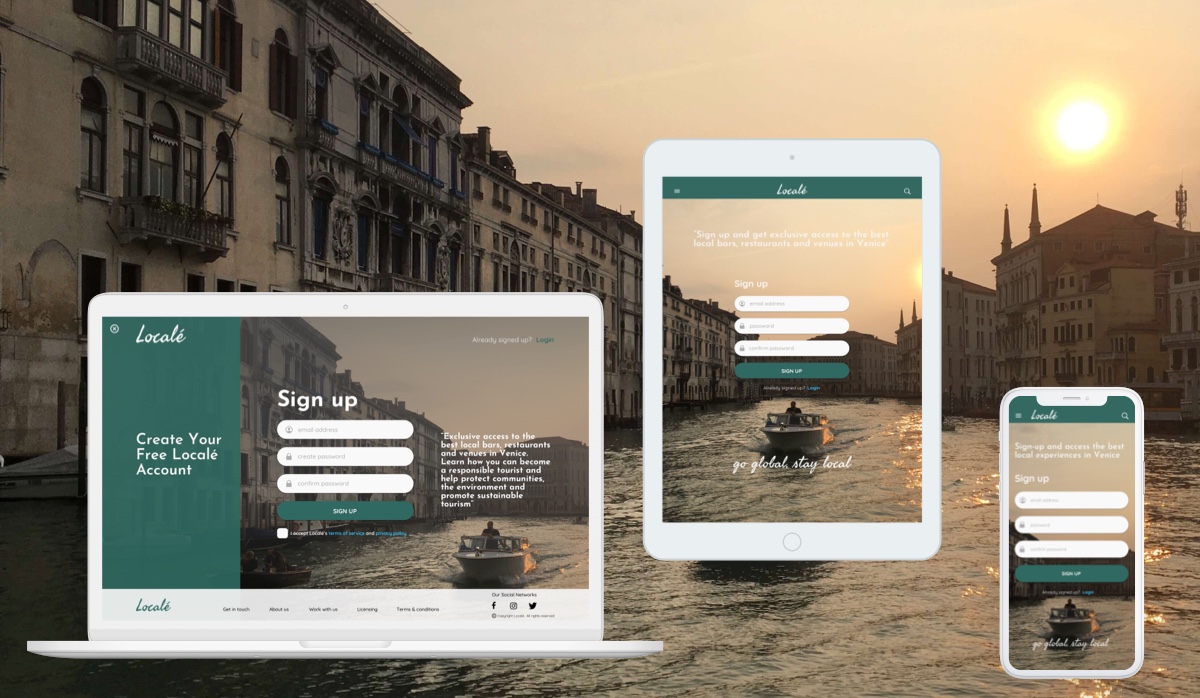 Localé
Already signed up? Login
Create Your
Free Localé
Account
Sign up
email address
create password
confirm password
SIGN UP
I accept Locale's terms of service and privacy policy
"Exclusive access to the
best local bars, restaurants
and venues in Venice.
Learn how you can become
a responsible tourist and
help protect communities,
the environment and
promote sustainable
tourism"
Localé
Get in touch
About us
Work with us
Licensing
Terms & conditions
Our Social Networks
© Copyright Locale. All rights reserved
Localé
"Sign up and get exclusive access to the best
local bars, restaurants and venues in Venice"
Sign up
email address
password
confirm password
SIGN UP
Already signed up? Login
go global, stay local
Localé
Sign-up and access the best
local experiences in Venice
Sign up
email address
password
confirm password
SIGN UP
Already signed up? Login
go global, stay local